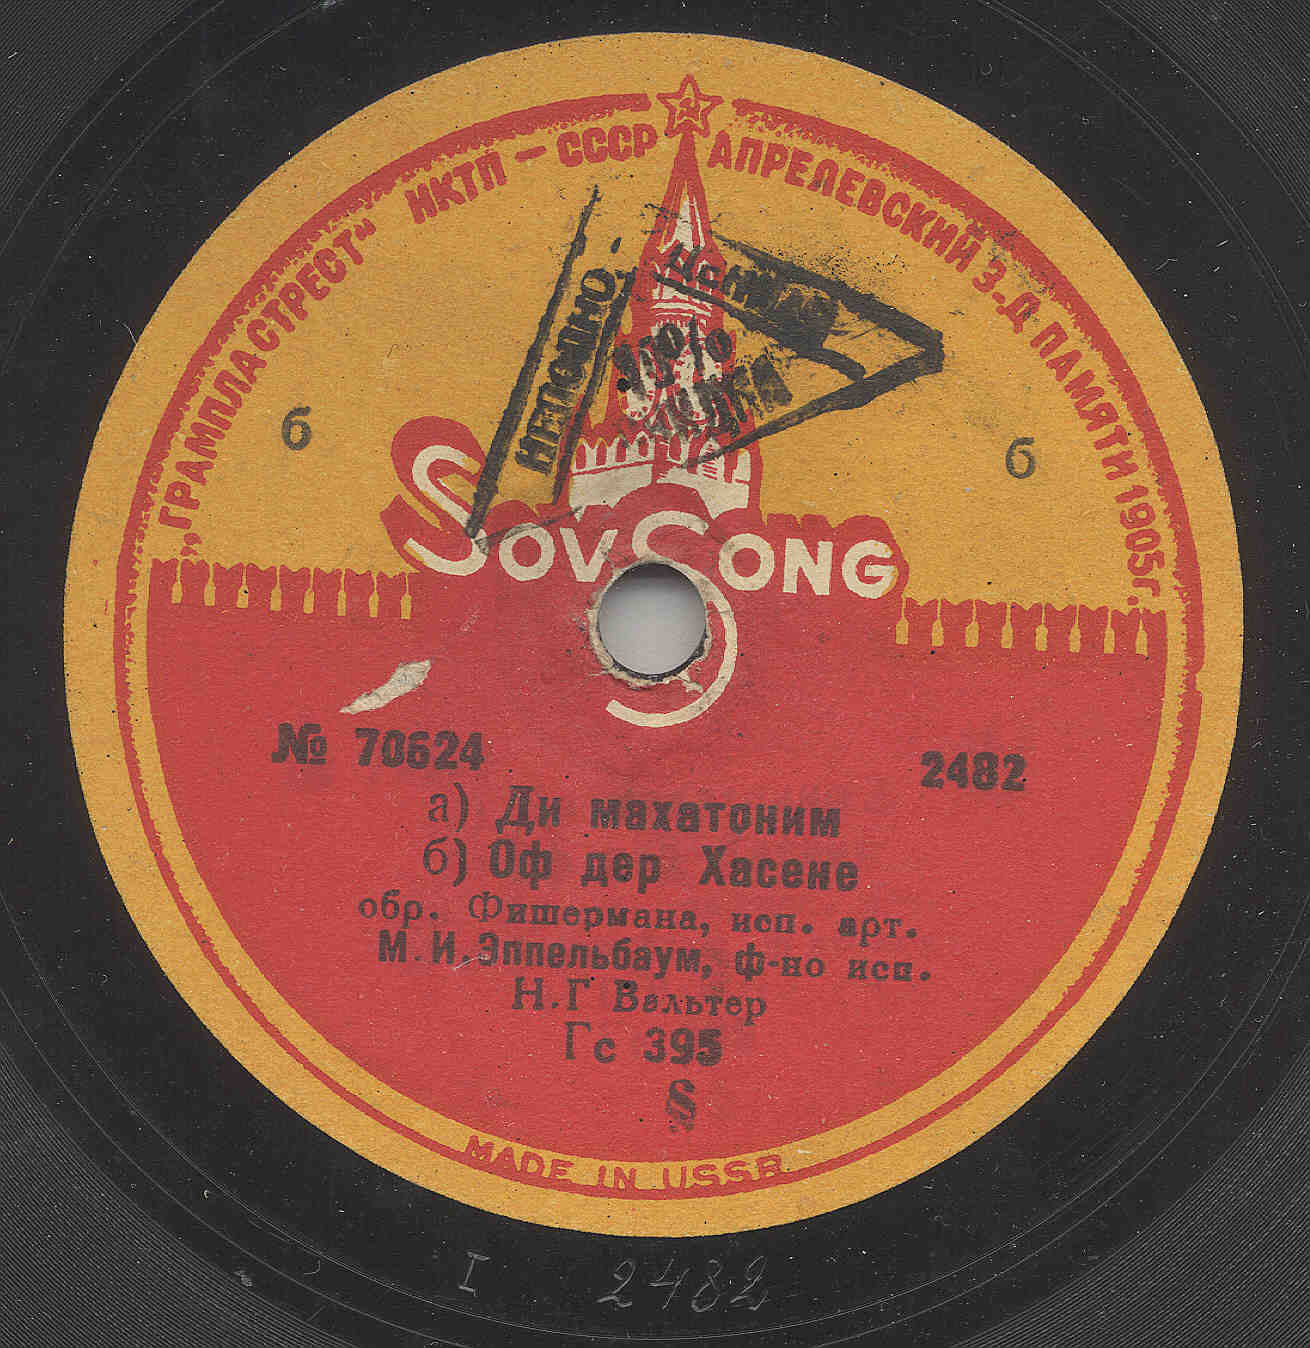 „ГРАМПЛАСТРЕСТ“ НКТП – СССР АПРЕЛЕВСКИЙ З-Д ПАМЯТИ 1905г.
б б
SOVSONG
№ 70624 2482
а) Ди махатоним
б) Оф дер Хасене
обр. Фишермана, исп. арт.
М. И. Эппельбаум, ф-но исп.
Н. Г Вальтер
Гс 395
§
MADE IN USSR
I 2482